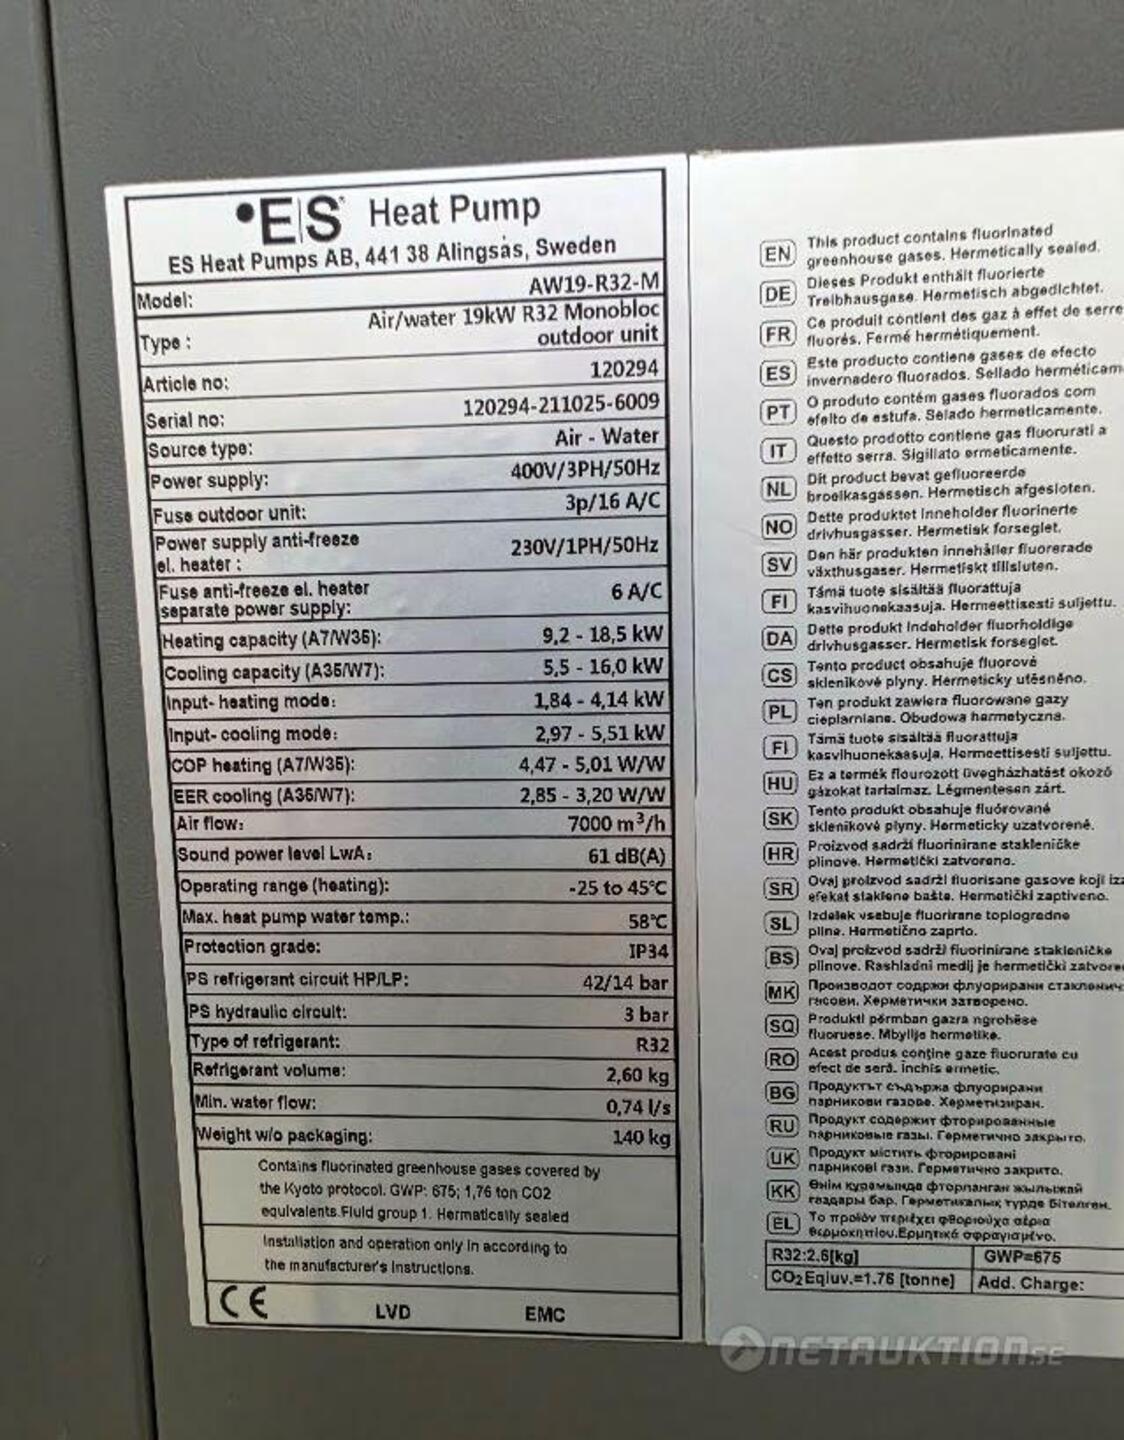 •E|S® Heat Pump
ES Heat Pumps AB, 441 38 Alingsås, Sweden
Model: AW19-R32-M
Type : Air/water 19kW R32 Monobloc
outdoor unit
Article no: 120294
Serial no: 120294-211025-6009
Source type: Air - Water
Power supply: 400V/3PH/50Hz
Fuse outdoor unit: 3p/16 A/C
Power supply anti-freeze
el. heater : 230V/1PH/50Hz
Fuse anti-freeze el. heater
separate power supply: 6 A/C
Heating capacity (A7/W35): 9,2 - 18,5 kW
Cooling capacity (A35/W7): 5,5 - 16,0 kW
Input- heating mode: 1,84 - 4,14 kW
Input- cooling mode: 2,97 - 5,51 kW
COP heating (A7/W35): 4,47 - 5,01 W/W
EER cooling (A35/W7): 2,85 - 3,20 W/W
Air flow: 7000 m³/h
Sound power level LwA: 61 dB(A)
Operating range (heating): -25 to 45℃
Max. heat pump water temp.: 58℃
Protection grade: IP34
PS refrigerant circuit HP/LP: 42/14 bar
PS hydraulic circuit: 3 bar
Type of refrigerant: R32
Refrigerant volume: 2,60 kg
Min. water flow: 0,74 l/s
Weight w/o packaging: 140 kg
Contains fluorinated greenhouse gases covered by
the Kyoto protocol. GWP: 675; 1,76 ton CO2
equivalents.Fluid group 1. Hermatically sealed
Installation and operation only in according to
the manufacturer's instructions.
CE LVD EMC
EN This product contains fluorinated
greenhouse gases. Hermetically sealed.
DE Dieses Produkt enthält fluorierte
Treibhausgase. Hermetisch abgedichtet.
FR Ce produit contient des gaz à effet de serre
fluorés. Fermé hermétiquement.
ES Este producto contiene gases de efecto
invernadero fluorados. Sellado herméticam
PT O produto contém gases fluorados com
efeito de estufa. Selado hermeticamente.
IT Questo prodotto contiene gas fluorurati a
effetto serra. Sigillato ermeticamente.
NL Dit product bevat gefluoreerde
broeikasgassen. Hermetisch afgesloten.
NO Dette produktet inneholder fluorinerte
drivhusgasser. Hermetisk forseglet.
SV Den här produkten innehåller fluorerade
växthusgaser. Hermetiskt tillsluten.
FI Tämä tuote sisältää fluorattuja
kasvihuonekaasuja. Hermeettisesti suljettu.
DA Dette produkt indeholder fluorholdige
drivhusgasser. Hermetisk forseglet.
CS Tento product obsahuje fluorové
skleníkové plyny. Hermeticky utěsněno.
PL Ten produkt zawiera fluorowane gazy
cieplarniane. Obudowa hermetyczna.
FI Tämä tuote sisältää fluorattuja
kasvihuonekaasuja. Hermeettisesti suljettu.
HU Ez a termék flourozott üvegházhatást okozó
gázokat tartalmaz. Légmentesen zárt.
SK Tento produkt obsahuje fluórované
skleníkové plyny. Hermeticky uzatvorené.
HR Proizvod sadrži fluorinirane stakleničke
plinove. Hermetički zatvoreno.
SR Ovaj proizvod sadrži fluorisane gasove koji iza
efekat staklene bašte. Hermetički zaptiveno.
SL Izdelek vsebuje fluorirane toplogredne
pline. Hermetično zaprto.
BS Ovaj proizvod sadrži fluorinirane stakleničke
plinove. Rashladni medij je hermetički zatvore
MK Производот содржи флуорирани стакленич
гасови. Херметички затворено.
SQ Produkti përmban gazra ngrohëse
fluoruese. Mbyllje hermetike.
RO Acest produs conține gaze fluorurate cu
efect de seră. Închis ermetic.
BG Продуктът съдържа флуорирани
парникови газове. Херметизиран.
RU Продукт содержит фторированные
парниковые газы. Герметично закрыто.
UK Продукт містить фторировані
парникові гази. Герметично закрито.
KK Өнім құрамында фторланған жылыжай
газдары бар. Герметикалық түрде бітелген.
EL Το προϊόν περιέχει φθοριούχα αέρια
θερμοκηπίου.Ερμητικά σφραγισμένο.
R32:2.6[kg] GWP=675
CO2Eqiuv.=1.76 [tonne] Add. Charge:
NETAUKTION.SE